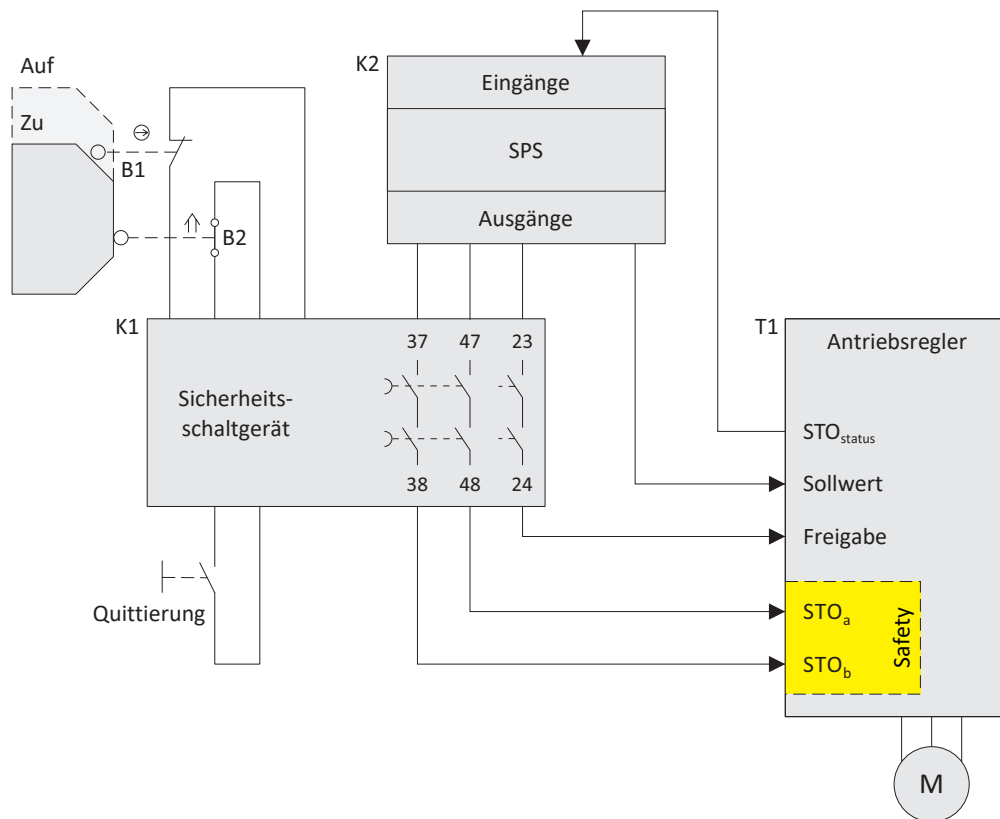 Auf
Zu
B1
B2
K2
Eingänge
SPS
Ausgänge
K1
Sicherheits-
schaltgerät
37 47 23
38 48 24
Quittierung
T1
Antriebsregler
STOstatus
Sollwert
Freigabe
STOa
STOb
Safety
M